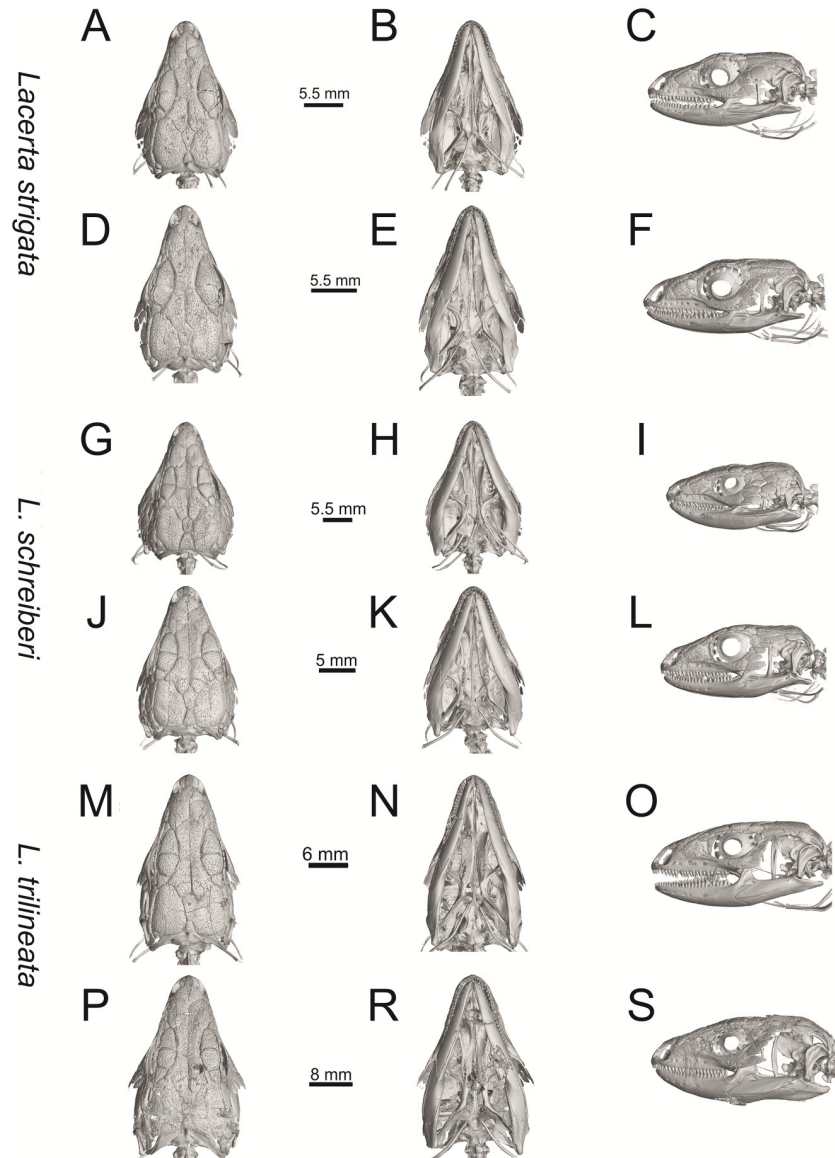 A
B
C
5.5 mm
Lacerta strigata
D
E
F
5.5 mm
G
H
I
5.5 mm
L. schreiberi
J
K
L
5 mm
M
N
O
6 mm
L. trilineata
P
R
S
8 mm